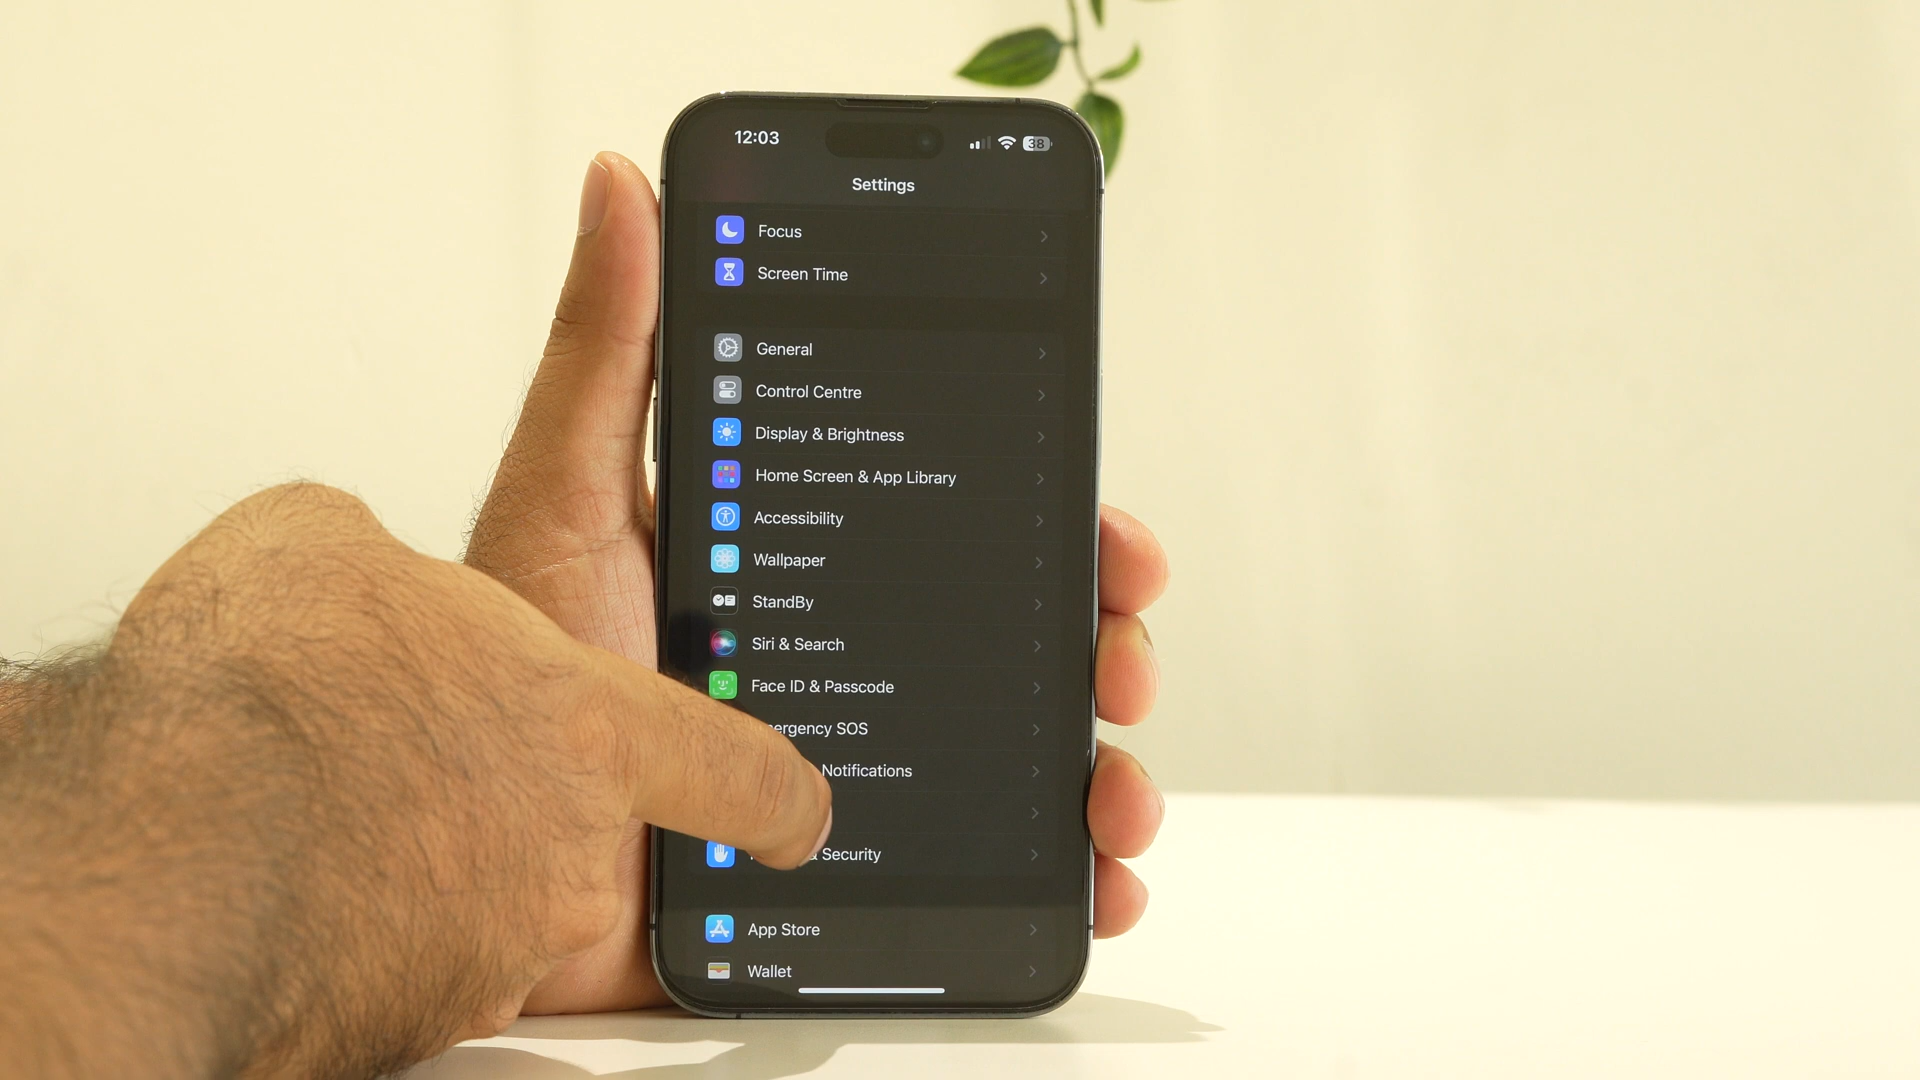 12:03
38
Settings
Focus
Screen Time
General
Control Centre
Display & Brightness
Home Screen & App Library
Accessibility
Wallpaper
StandBy
Siri & Search
Face ID & Passcode
ergency SOS
Notifications
& Security
App Store
Wallet